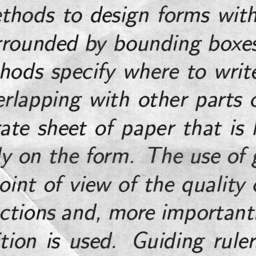 ethods to design forms with
rrounded by bounding boxes
hods specify where to write
erlapping with other parts o
rate sheet of paper that is l
ly on the form. The use of g
oint of view of the quality o
ctions and, more important
ition is used. Guiding ruler